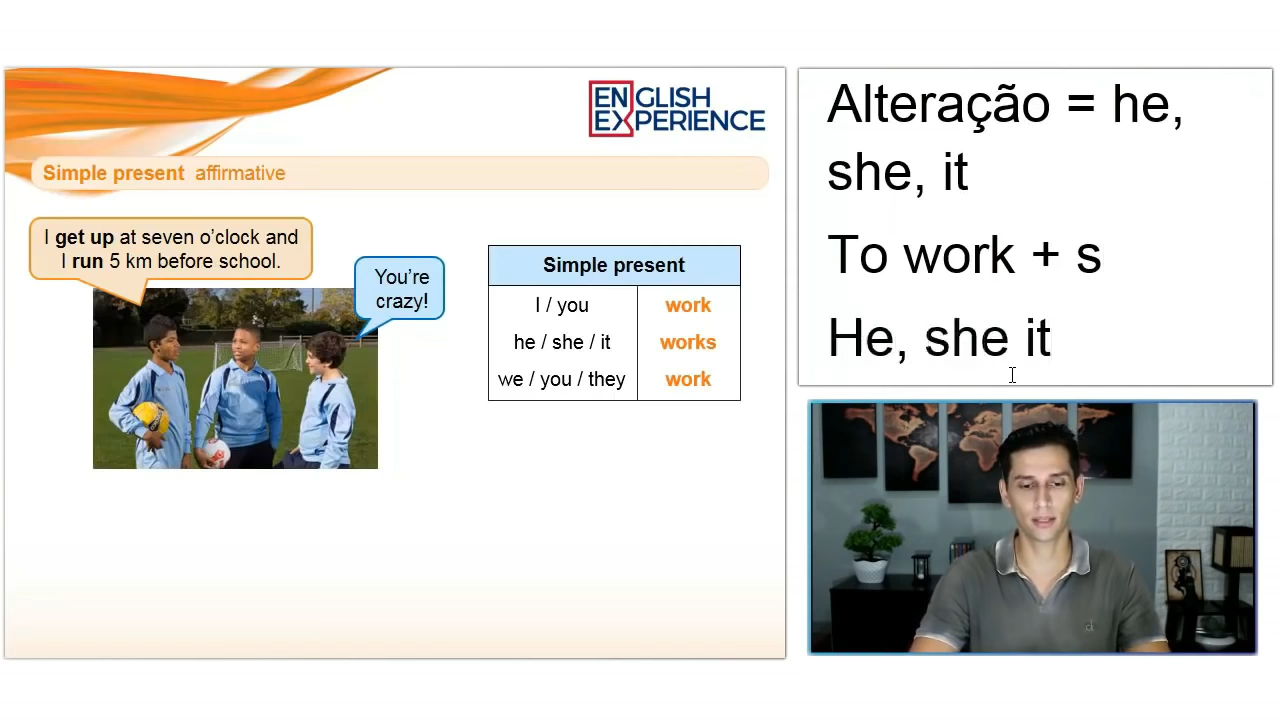 ENGLISH
EXPERIENCE
Simple present affirmative
I get up at seven o’clock and
I run 5 km before school.
You’re
crazy!
Simple present
I / you work
he / she / it works
we / you / they work
Alteração = he,
she, it
To work + s
He, she it